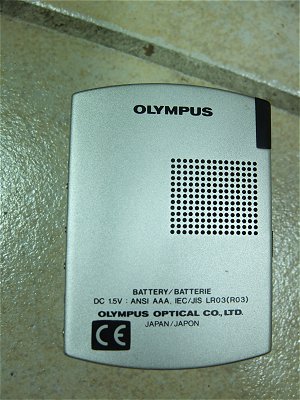 OLYMPUS
BATTERY/BATTERIE
DC 1.5V : ANSI AAA, IEC/JIS LR03(R03)
OLYMPUS OPTICAL CO., LTD.
CE
JAPAN/JAPON